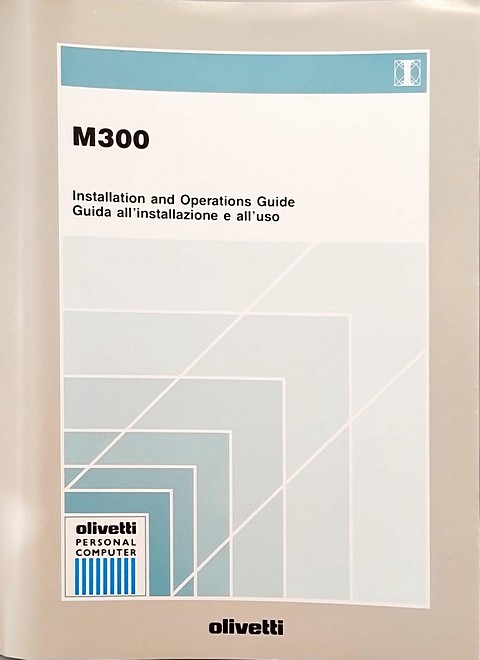 M300
Installation and Operations Guide
Guida all'installazione e all'uso
olivetti
PERSONAL
COMPUTER
olivetti